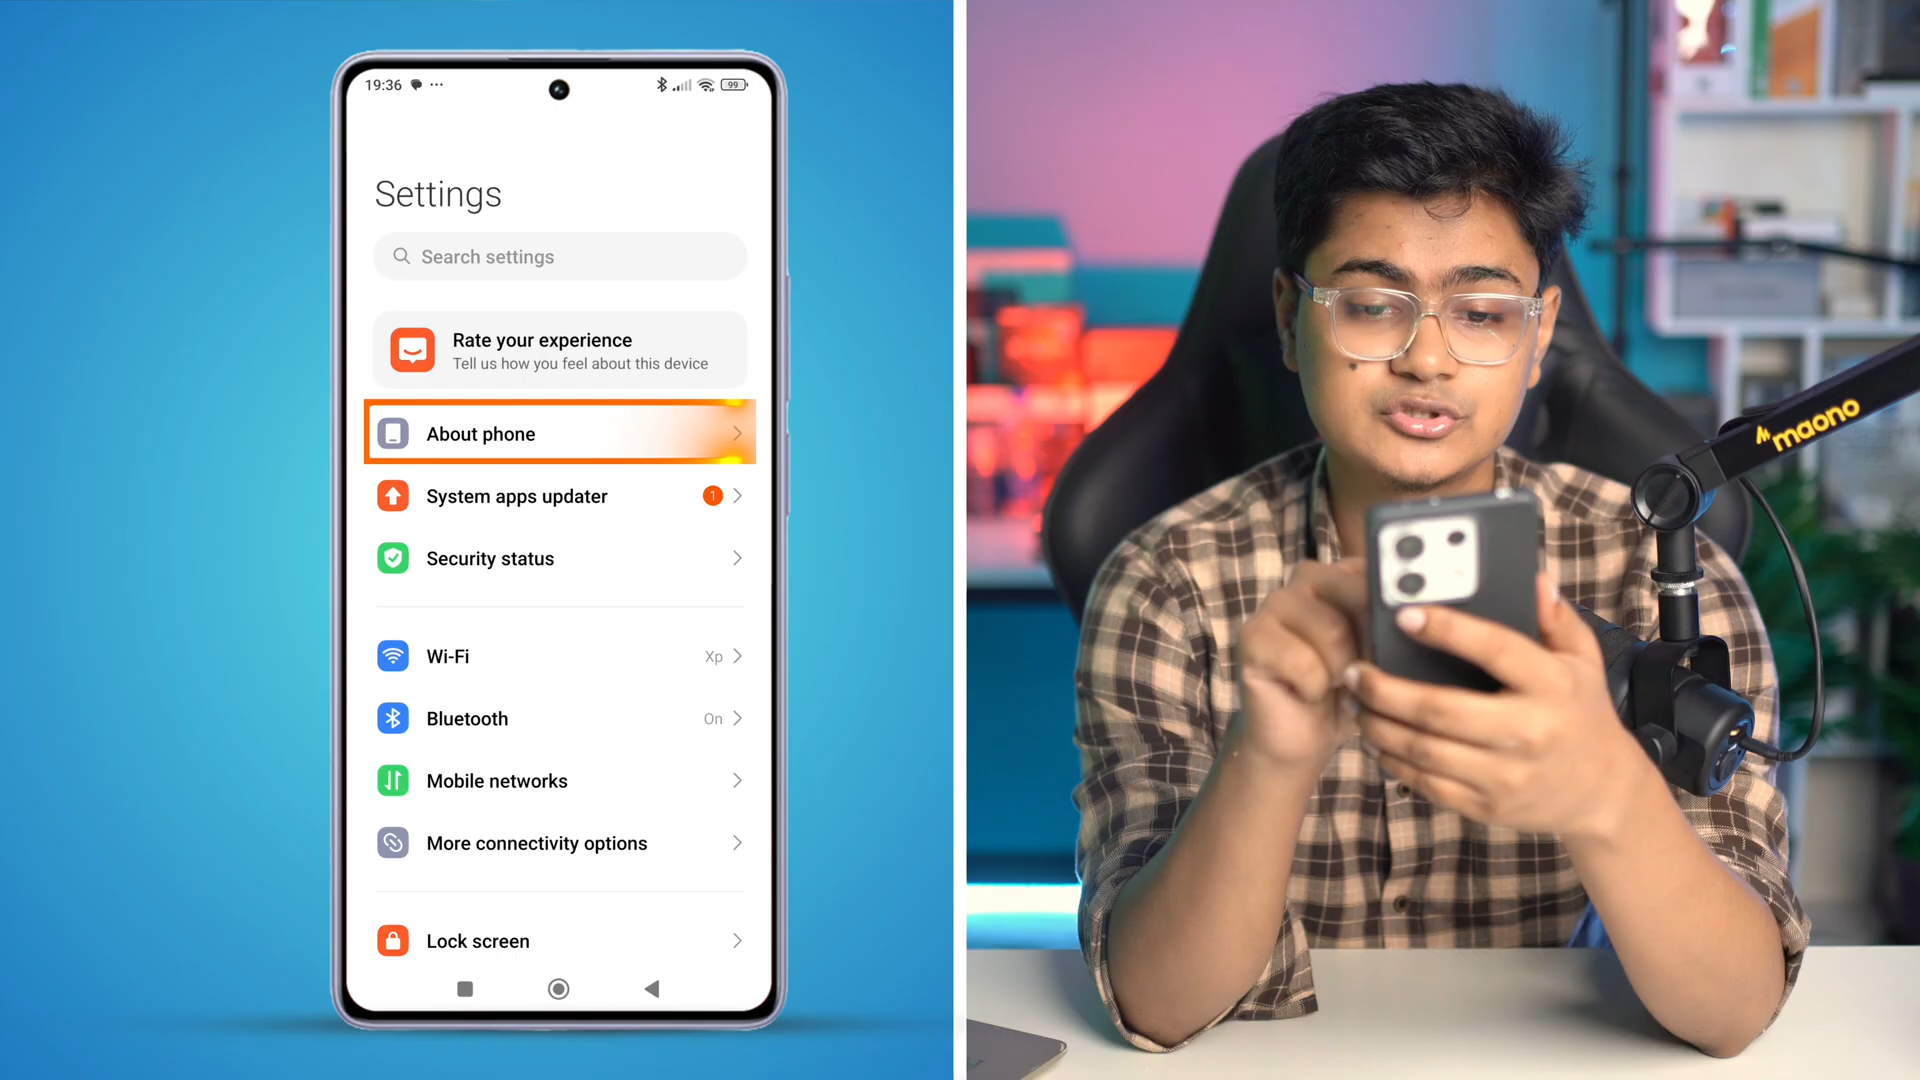 19:36
99
Settings
Search settings
Rate your experience
Tell us how you feel about this device
About phone
System apps updater
1
Security status
Wi-Fi
Xp
Bluetooth
On
Mobile networks
More connectivity options
Lock screen
maono